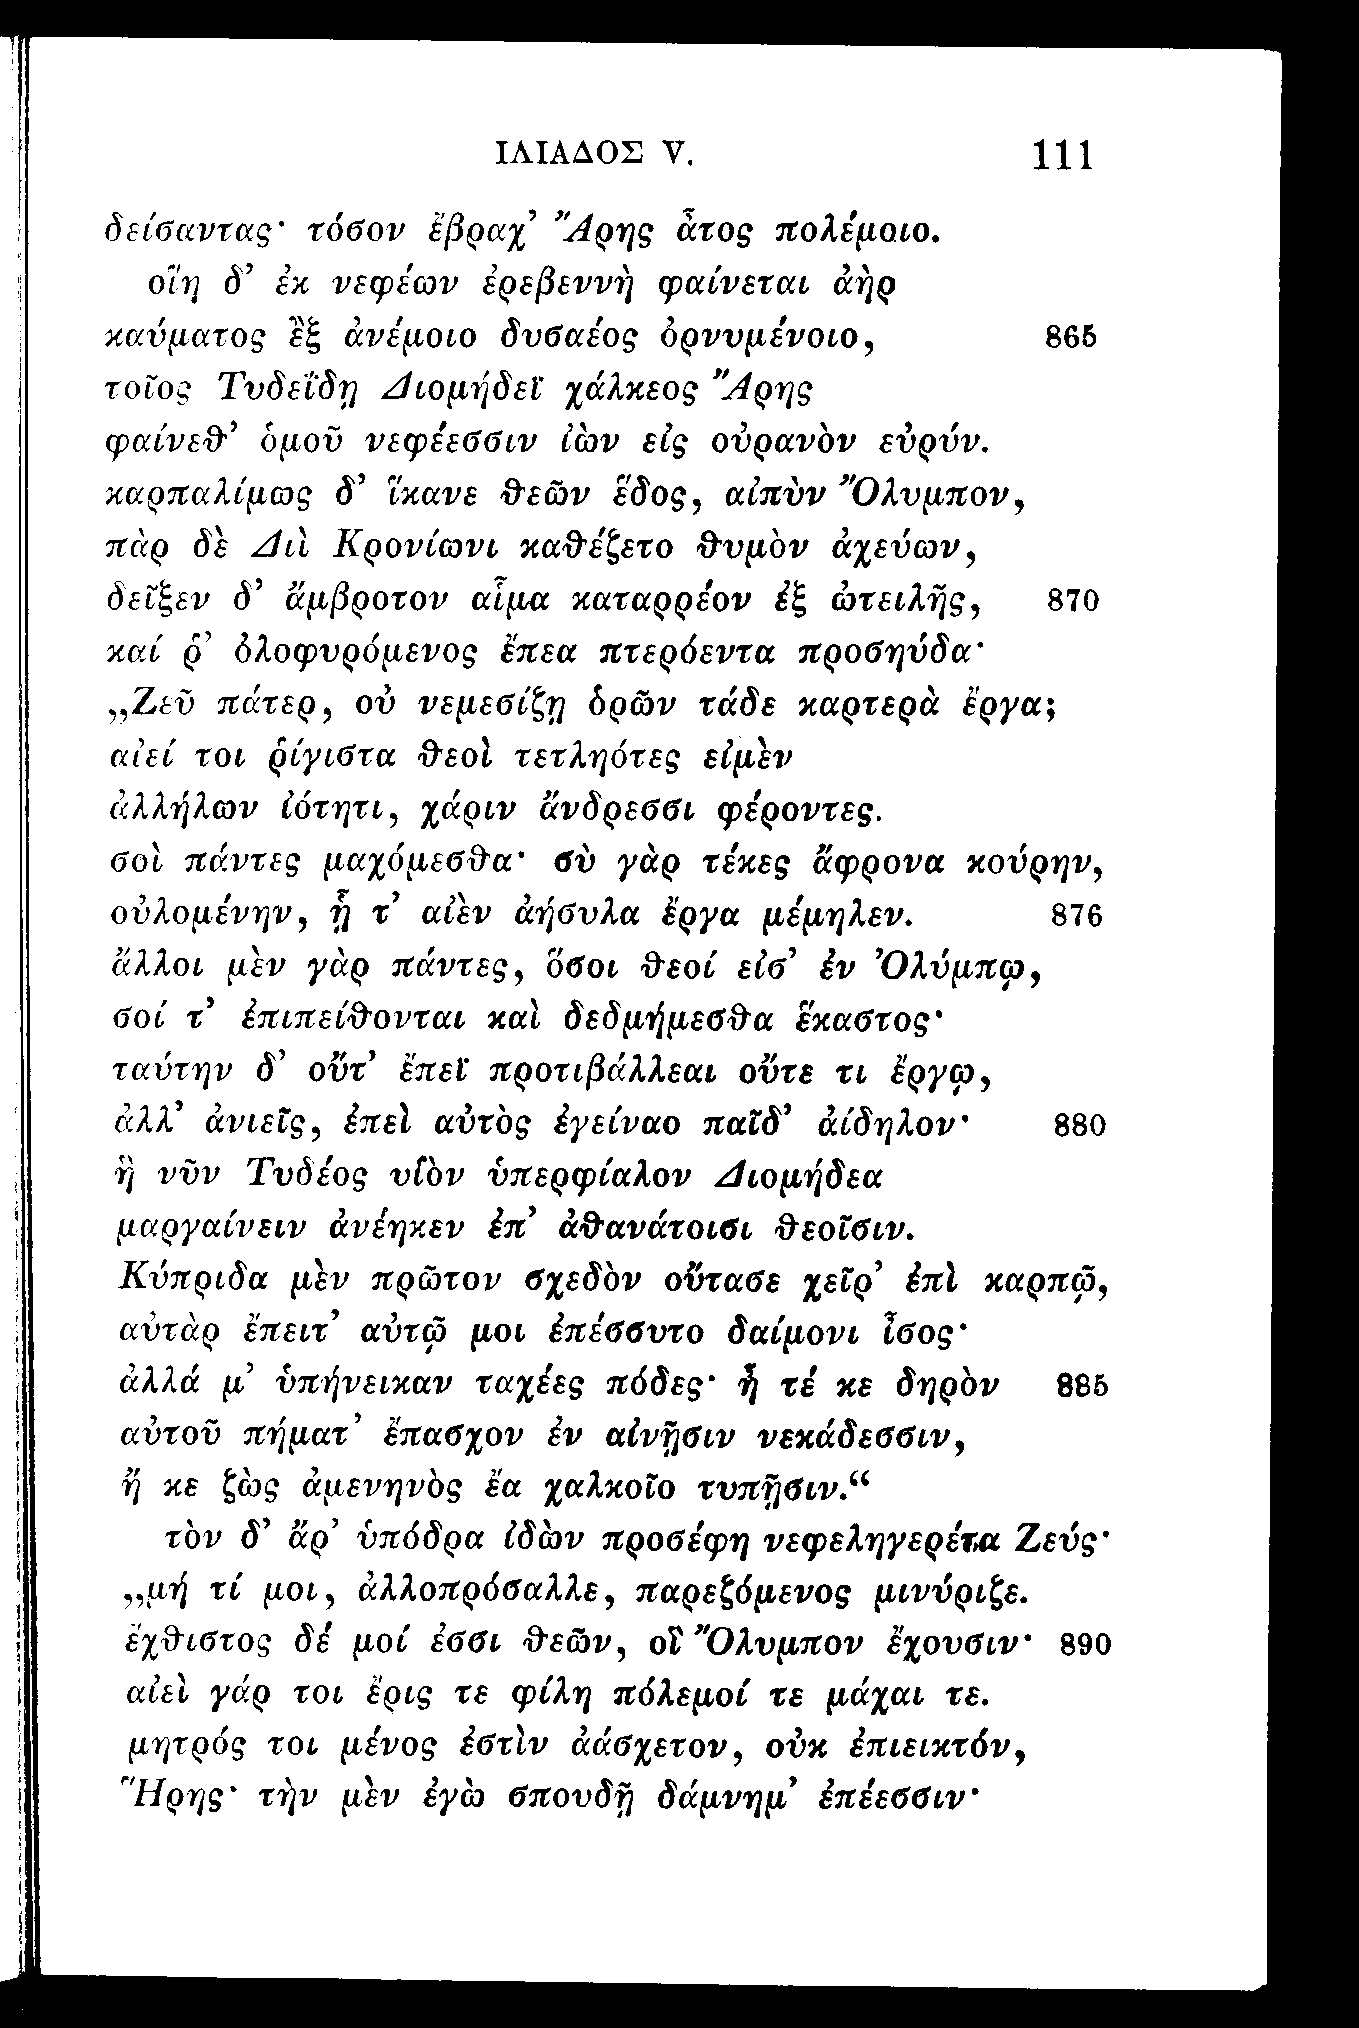 ΙΛΙΑΔΟΣ V. 111
δείσαντας· τόσον ἔβραχ’ Ἄρης ἆτος πολέμοιο.
οἵη δ’ ἐκ νεφέων ἐρεβεννὴ φαίνεται ἀὴρ
καύματος ἒξ ἀνέμοιο δυσαέος ὀρνυμένοιο, 865
τοῖος Τυδεΐδῃ Διομήδεϊ χάλκεος Ἄρης
φαίνεθ’ ὁμοῦ νεφέεσσιν ἰὼν εἰς οὐρανὸν εὐρύν.
καρπαλίμως δ’ ἵκανε θεῶν ἕδος, αἰπὺν Ὄλυμπον,
πὰρ δὲ Διὶ Κρονίωνι καθέζετο θυμὸν ἀχεύων,
δεῖξεν δ’ ἄμβροτον αἷμα καταρρέον ἐξ ὠτειλῆς, 870
καί ῥ’ ὀλοφυρόμενος ἔπεα πτερόεντα προσηύδα·
„Ζεῦ πάτερ, οὐ νεμεσίζῃ ὁρῶν τάδε καρτερὰ ἔργα;
αἰεί τοι ῥίγιστα θεοὶ τετληότες εἰμὲν
ἀλλήλων ἰότητι, χάριν ἄνδρεσσι φέροντες.
σοὶ πάντες μαχόμεσθα· σὺ γὰρ τέκες ἄφρονα κούρην,
οὐλομένην, ᾗ τ’ αἰὲν ἀήσυλα ἔργα μέμηλεν. 876
ἄλλοι μὲν γὰρ πάντες, ὅσοι θεοί εἰσ’ ἐν Ὀλύμπῳ,
σοί τ’ ἐπιπείθονται καὶ δεδμήμεσθα ἕκαστος·
ταύτην δ’ οὔτ’ ἔπεϊ προτιβάλλεαι οὔτε τι ἔργῳ,
ἀλλ’ ἀνιεῖς, ἐπεὶ αὐτὸς ἐγείναο παῖδ’ ἀίδηλον· 880
ἣ νῦν Τυδέος υἱὸν ὑπερφίαλον Διομήδεα
μαργαίνειν ἀνέηκεν ἐπ’ ἀθανάτοισι θεοῖσιν.
Κύπριδα μὲν πρῶτον σχεδὸν οὔτασε χεῖρ’ ἐπὶ καρπῷ,
αὐτὰρ ἔπειτ’ αὐτῷ μοι ἐπέσσυτο δαίμονι ἶσος·
ἀλλά μ’ ὑπήνεικαν ταχέες πόδες· ἦ τέ κε δηρὸν 885
αὐτοῦ πήματ’ ἔπασχον ἐν αἰνῇσιν νεκάδεσσιν,
ἤ κε ζὼς ἀμενηνὸς ἔα χαλκοῖο τυπῇσιν.“
τὸν δ’ ἄρ’ ὑπόδρα ἰδὼν προσέφη νεφεληγερέτα Ζεύς·
„μή τί μοι, ἀλλοπρόσαλλε, παρεζόμενος μινύριζε.
ἔχθιστος δέ μοί ἐσσι θεῶν, οἳ Ὄλυμπον ἔχουσιν· 890
αἰεὶ γάρ τοι ἔρις τε φίλη πόλεμοί τε μάχαι τε.
μητρός τοι μένος ἐστὶν ἀάσχετον, οὐκ ἐπιεικτόν,
Ἥρης· τὴν μὲν ἐγὼ σπουδῇ δάμνημ’ ἐπέεσσιν·